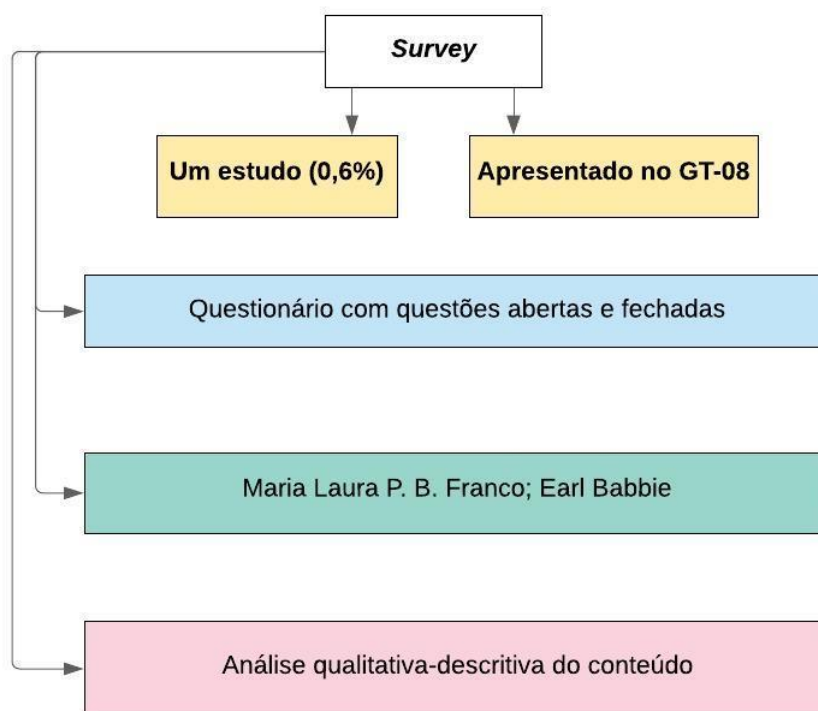 Survey
Um estudo (0,6%)
Apresentado no GT-08
Questionário com questões abertas e fechadas
Maria Laura P. B. Franco; Earl Babbie
Análise qualitativa-descritiva do conteúdo